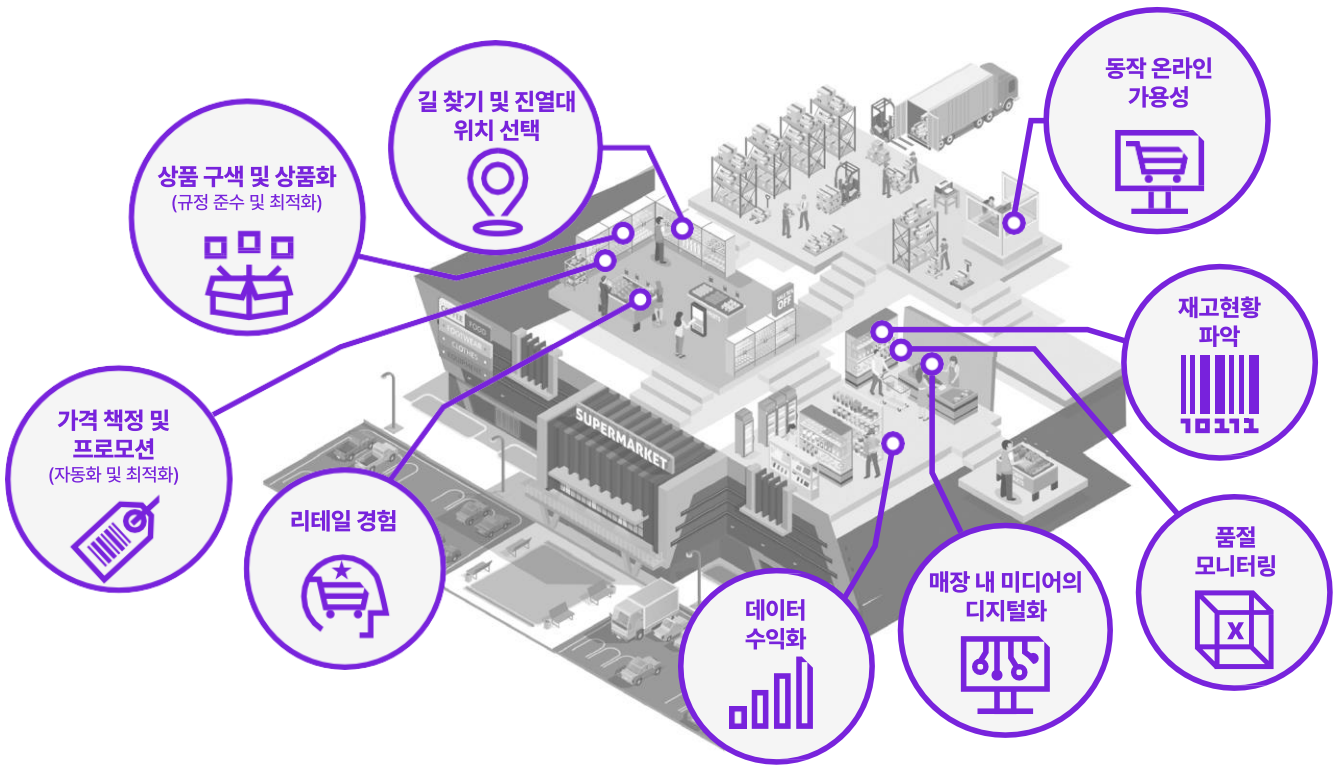 동작 온라인
가용성
길 찾기 및 진열대
위치 선택
상품 구색 및 상품화
(규정 준수 및 최적화)
재고현황
파악
10111
가격 책정 및
프로모션
(자동화 및 최적화)
리테일 경험
SUPERMARKET
FOOD
FOOTWEAR
CLOTHES
OFF
품절
모니터링
X
데이터
수익화
매장 내 미디어의
디지털화